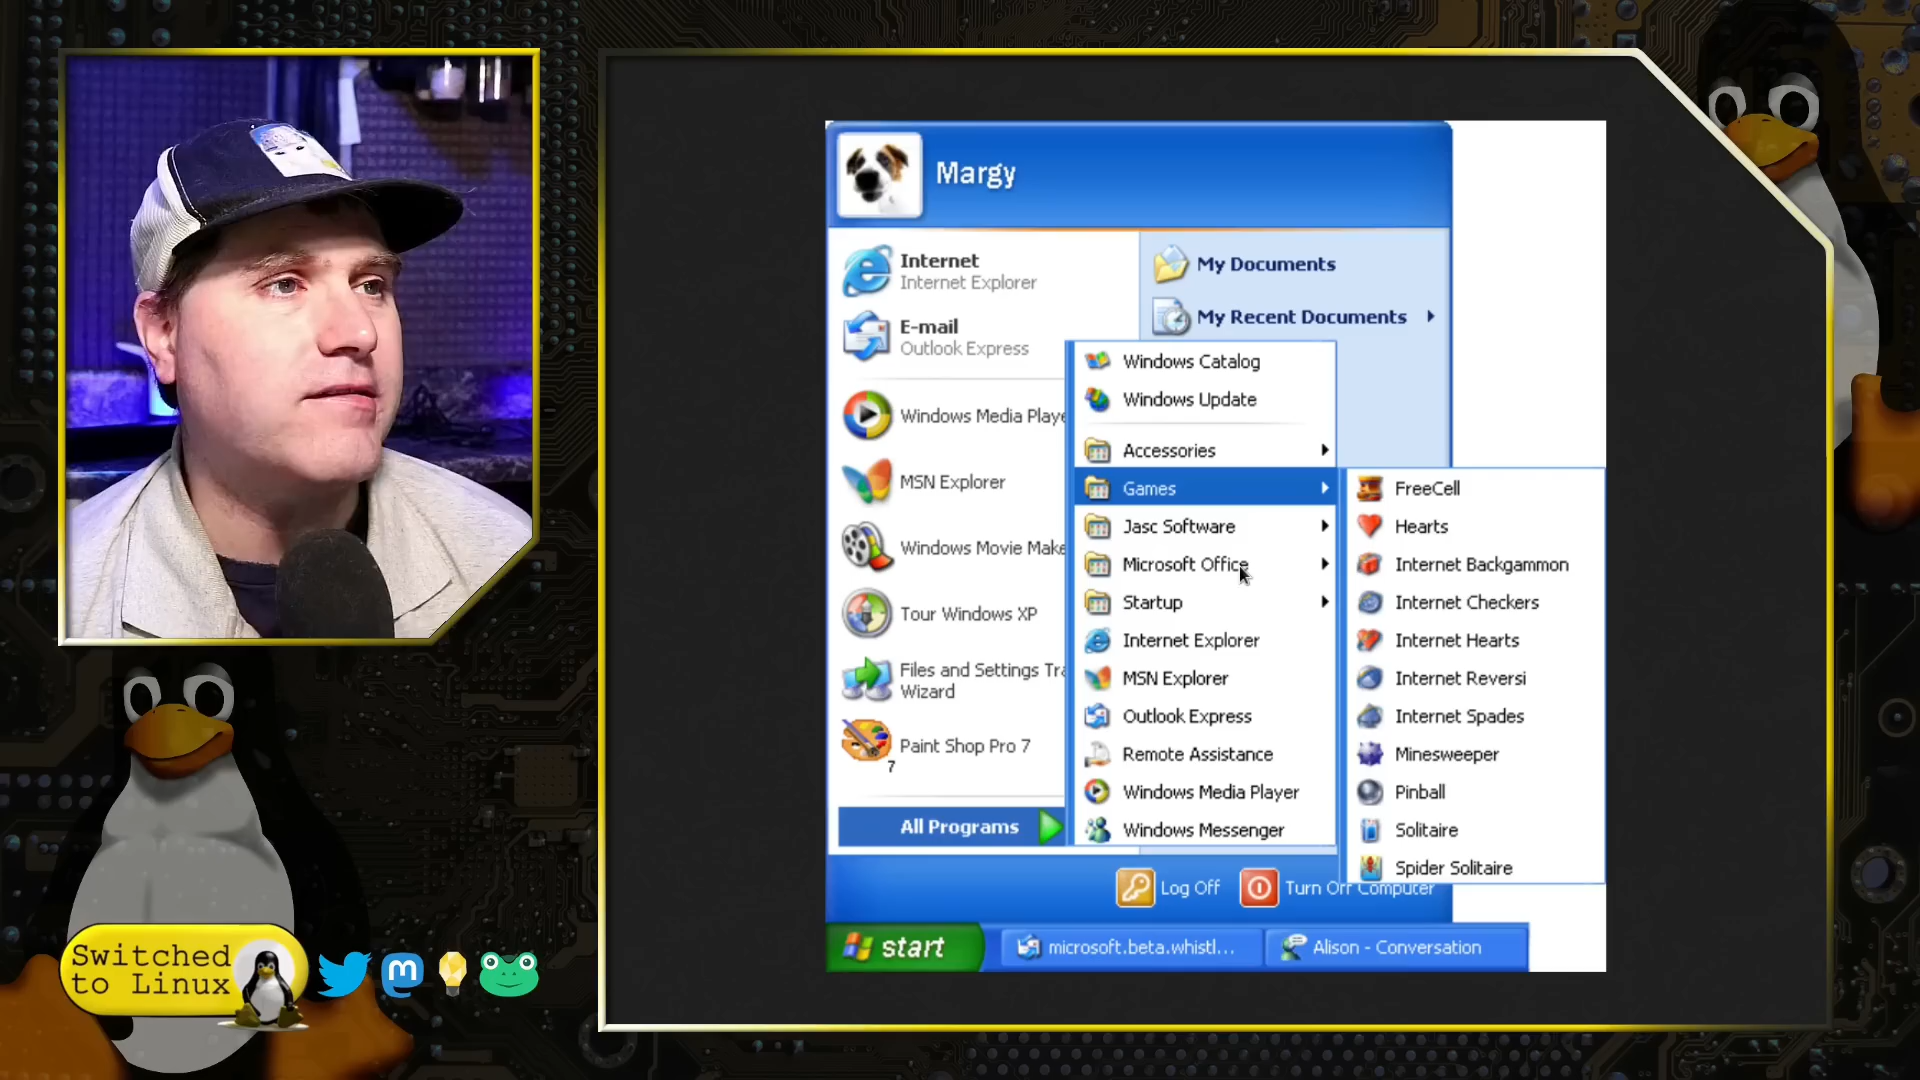 Margy
Internet
Internet Explorer
E-mail
Outlook Express
Windows Media Playe
MSN Explorer
Windows Movie Make
Tour Windows XP
Files and Settings Tra
Wizard
Paint Shop Pro 7
7
All Programs
My Documents
My Recent Documents
Windows Catalog
Windows Update
Accessories
Games
Jasc Software
Microsoft Office
Startup
Internet Explorer
MSN Explorer
Outlook Express
Remote Assistance
Windows Media Player
Windows Messenger
FreeCell
Hearts
Internet Backgammon
Internet Checkers
Internet Hearts
Internet Reversi
Internet Spades
Minesweeper
Pinball
Solitaire
Spider Solitaire
Log Off
Turn Off Computer
start
microsoft.beta.whistl...
Alison - Conversation
Switched
to Linux